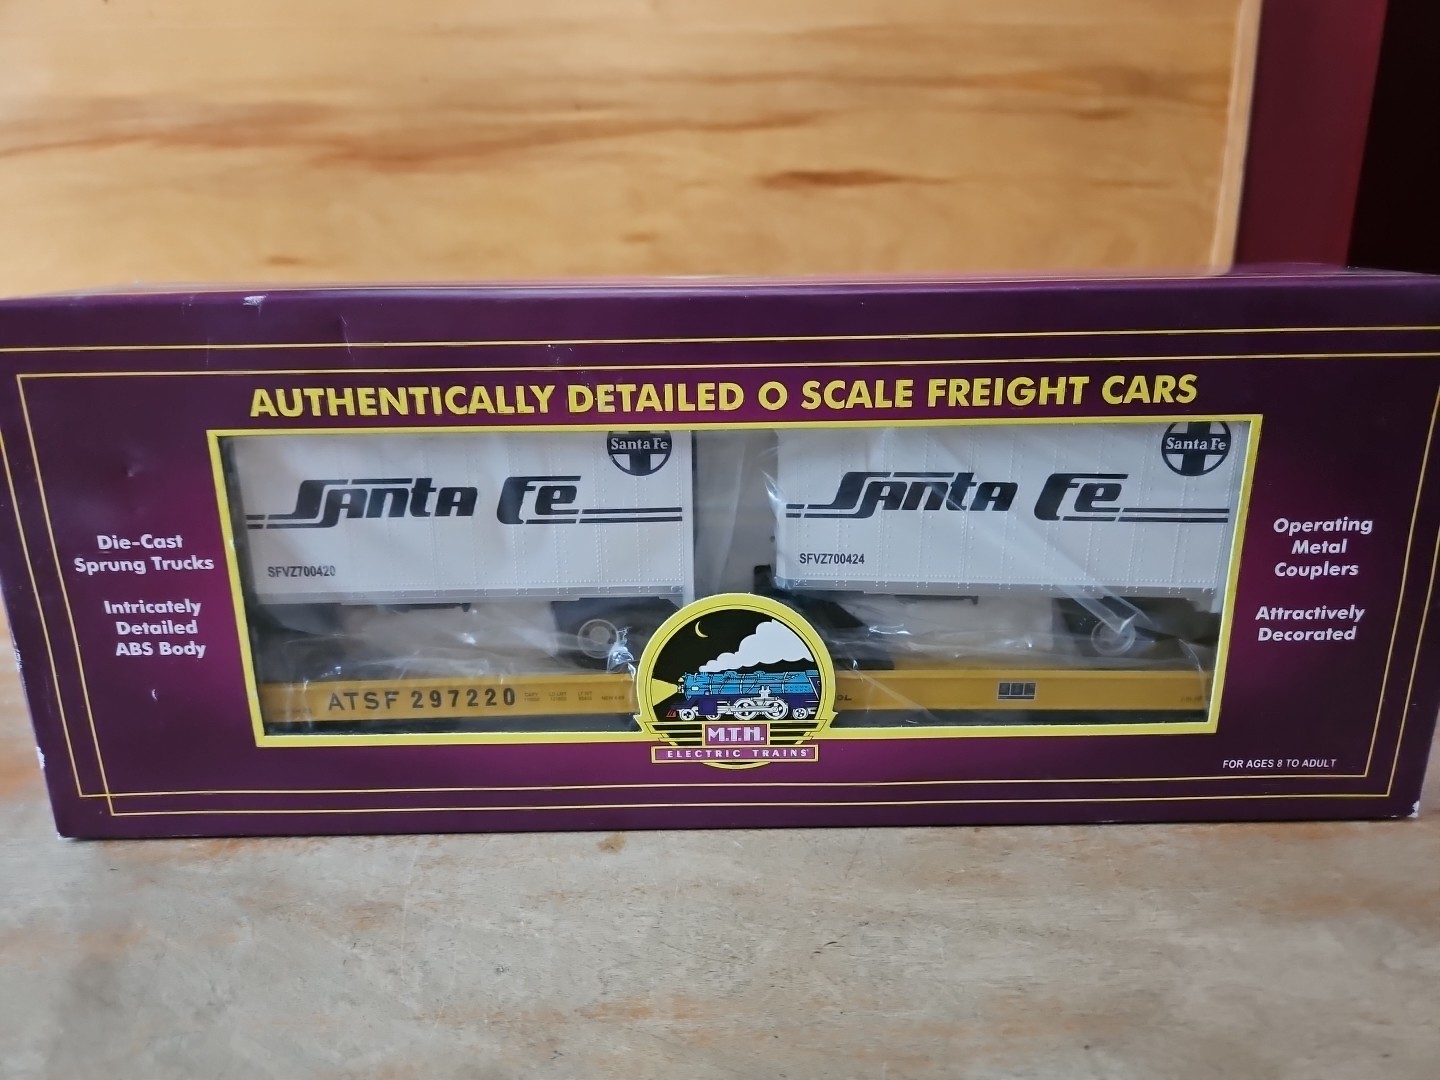 AUTHENTICALLY DETAILED O SCALE FREIGHT CARS
Die-Cast
Sprung Trucks
Intricately
Detailed
ABS Body
Santa Fe
Santa Fe
SFVZ700420
Santa Fe
Santa Fe
SFVZ700424
ATSF 297220
M.T.H.
ELECTRIC TRAINS
Operating
Metal
Couplers
Attractively
Decorated
FOR AGES 8 TO ADULT